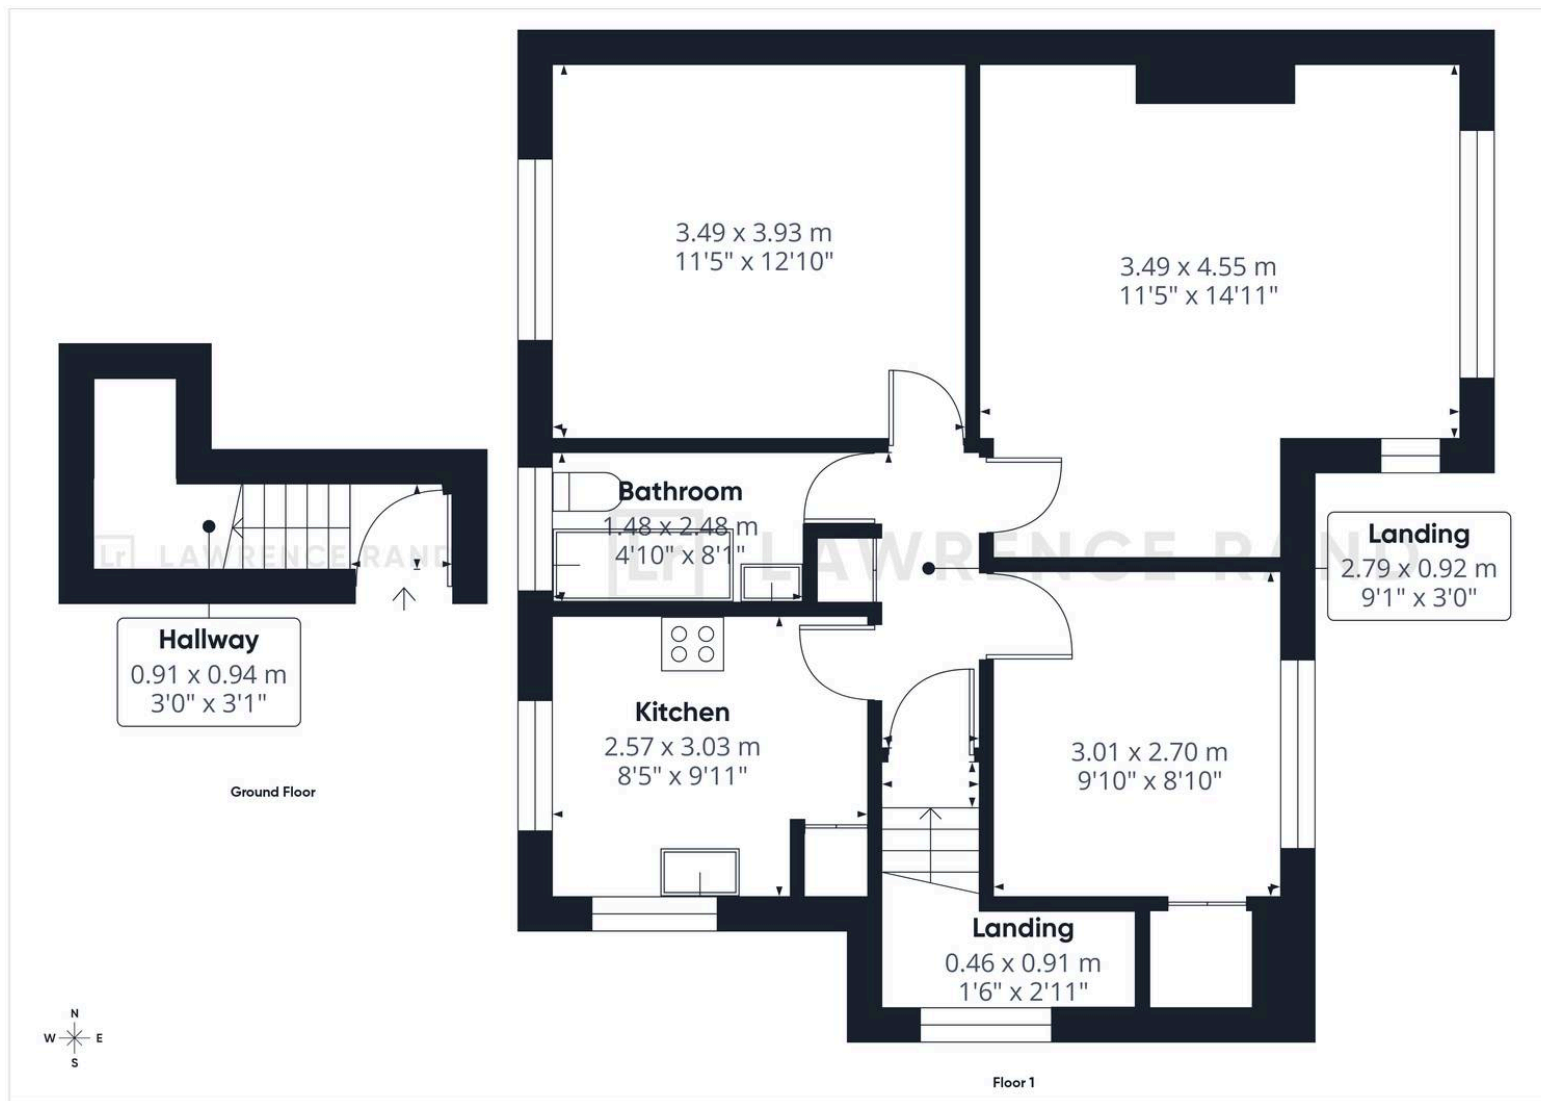 3.49 x 3.93 m
11'5" x 12'10"
3.49 x 4.55 m
11'5" x 14'11"
Bathroom
1.48 x 2.48 m
4'10" x 8'1"
Lr LAWRENCE RAND
Lr LAWRENCE RAND
Landing
2.79 x 0.92 m
9'1" x 3'0"
Hallway
0.91 x 0.94 m
3'0" x 3'1"
Ground Floor
Kitchen
2.57 x 3.03 m
8'5" x 9'11"
3.01 x 2.70 m
9'10" x 8'10"
Landing
0.46 x 0.91 m
1'6" x 2'11"
N
W E
S
Floor 1